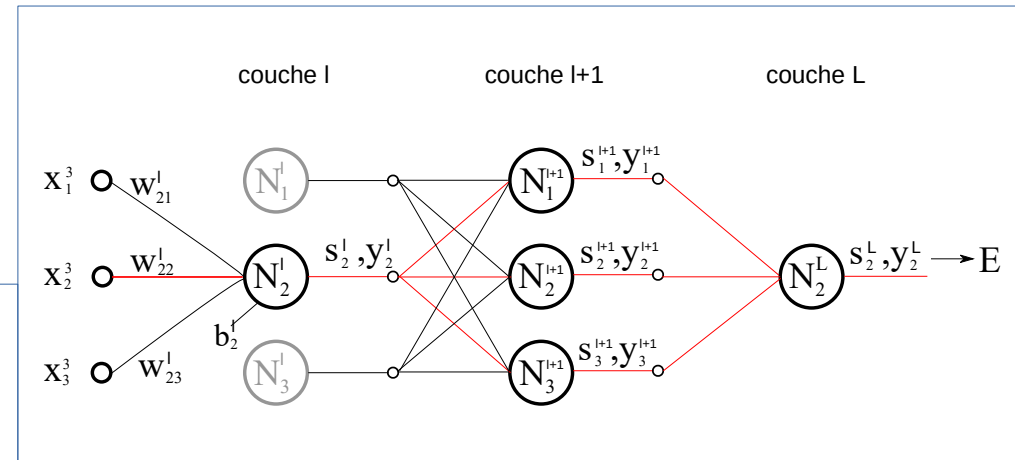 couche l couche l+1 couche L
s₁ˡ⁺¹,y₁ˡ⁺¹
x₁³ w₂₁ˡ N₁ˡ N₁ˡ⁺¹
x₂³ w₂₂ˡ N₂ˡ s₂ˡ,y₂ˡ N₂ˡ⁺¹ s₂ˡ⁺¹,y₂ˡ⁺¹ N₂ᴸ s₂ᴸ,y₂ᴸ E
b₂ˡ
s₃ˡ⁺¹,y₃ˡ⁺¹
x₃³ w₂₃ˡ N₃ˡ N₃ˡ⁺¹